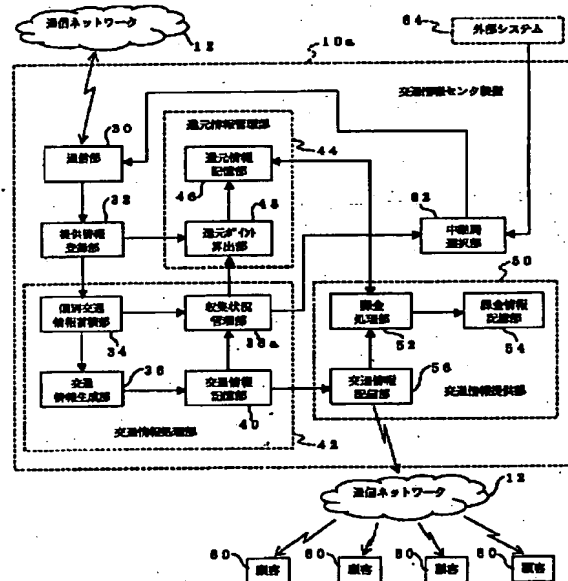 通信ネットワーク
12
10a
64
外部システム
交通情報センタ装置
30
通信部
還元情報管理部
44
還元情報
記憶部
46
62
中継局
選択部
32
提供情報
登録部
48
還元ポイント
算出部
50
個別交通
情報蓄積部
34
収集状況
管理部
38a
課金
処理部
52
課金情報
記憶部
54
36
交通
情報生成部
交通情報
記憶部
40
交通情報
配信部
56
交通情報提供部
交通情報処理部
42
通信ネットワーク
12
60
顧客
60
顧客
60
顧客
60
顧客